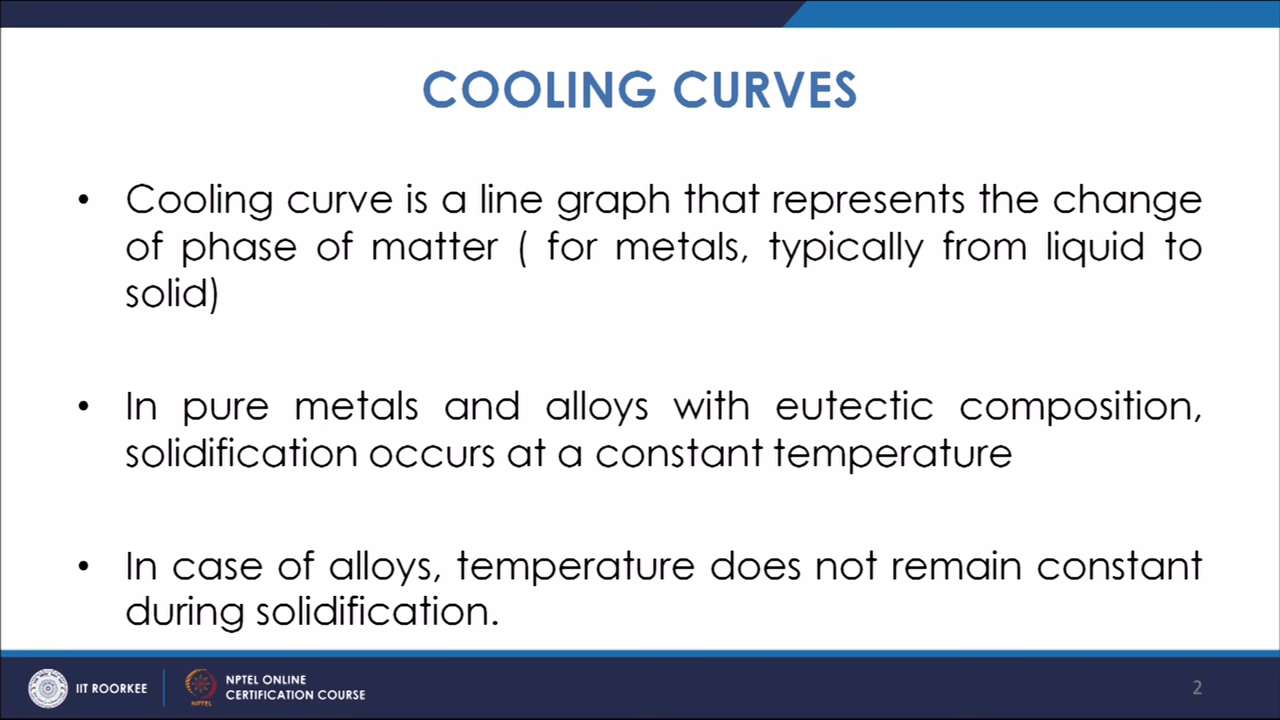 COOLING CURVES
• Cooling curve is a line graph that represents the change
of phase of matter ( for metals, typically from liquid to
solid)
• In pure metals and alloys with eutectic composition,
solidification occurs at a constant temperature
• In case of alloys, temperature does not remain constant
during solidification.
IIT ROORKEE
NPTEL
NPTEL ONLINE
CERTIFICATION COURSE
2